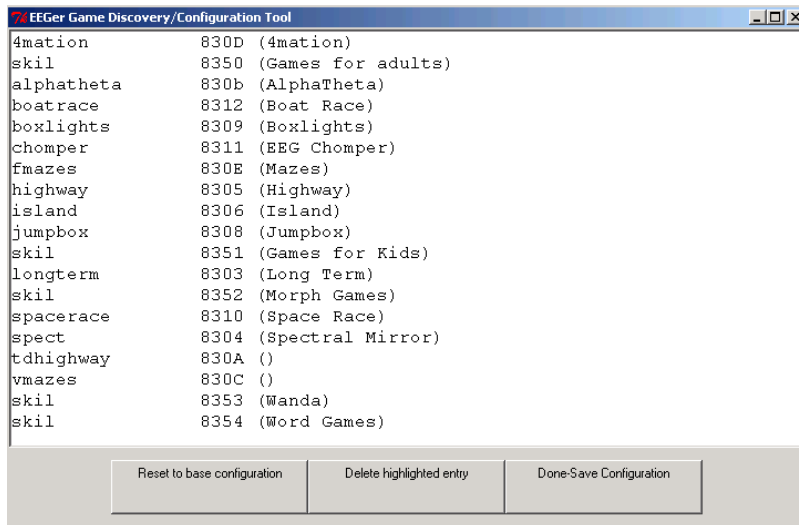 EEGer Game Discovery/Configuration Tool
4mation 830D (4mation)
skil 8350 (Games for adults)
alphatheta 830b (AlphaTheta)
boatrace 8312 (Boat Race)
boxlights 8309 (Boxlights)
chomper 8311 (EEG Chomper)
fmazes 830E (Mazes)
highway 8305 (Highway)
island 8306 (Island)
jumpbox 8308 (Jumpbox)
skil 8351 (Games for Kids)
longterm 8303 (Long Term)
skil 8352 (Morph Games)
spacerace 8310 (Space Race)
spect 8304 (Spectral Mirror)
tdhighway 830A ()
vmazes 830C ()
skil 8353 (Wanda)
skil 8354 (Word Games)
Reset to base configuration Delete highlighted entry Done-Save Configuration